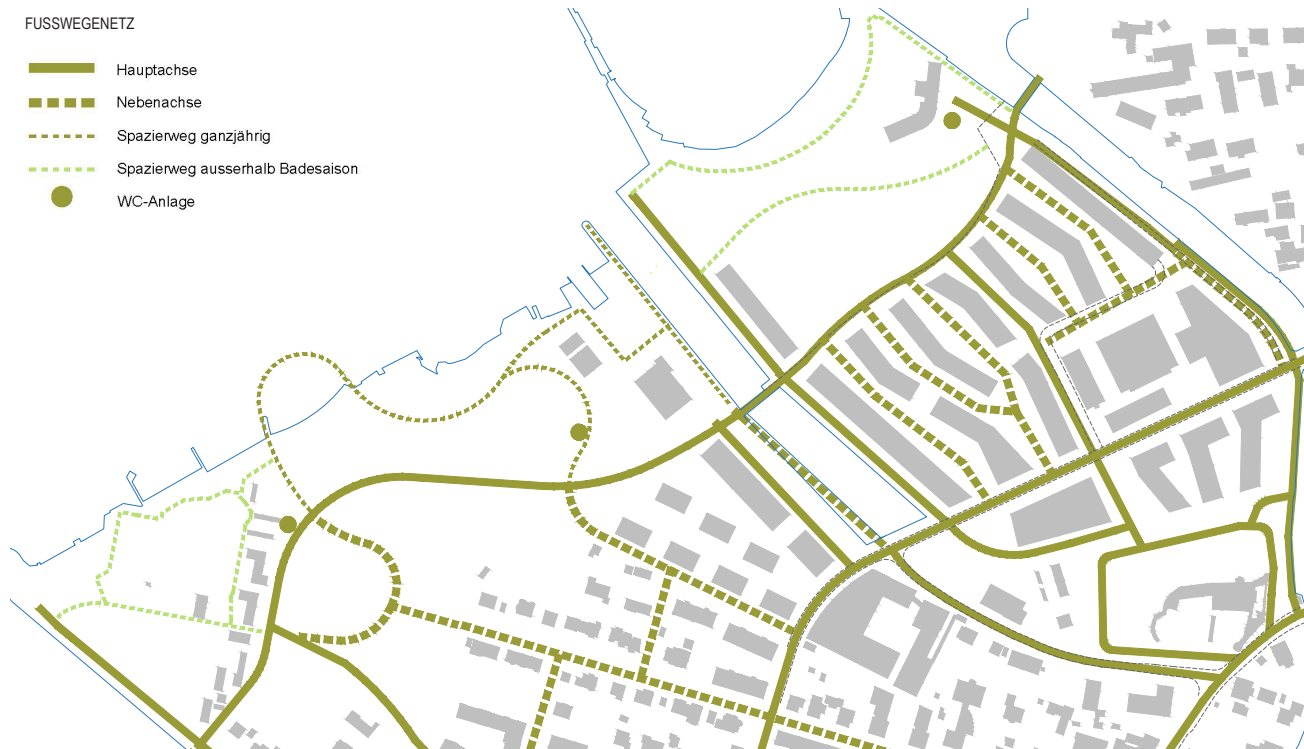 FUSSWEGENETZ
Hauptachse
Nebenachse
Spazierweg ganzjährig
Spazierweg ausserhalb Badesaison
WC-Anlage